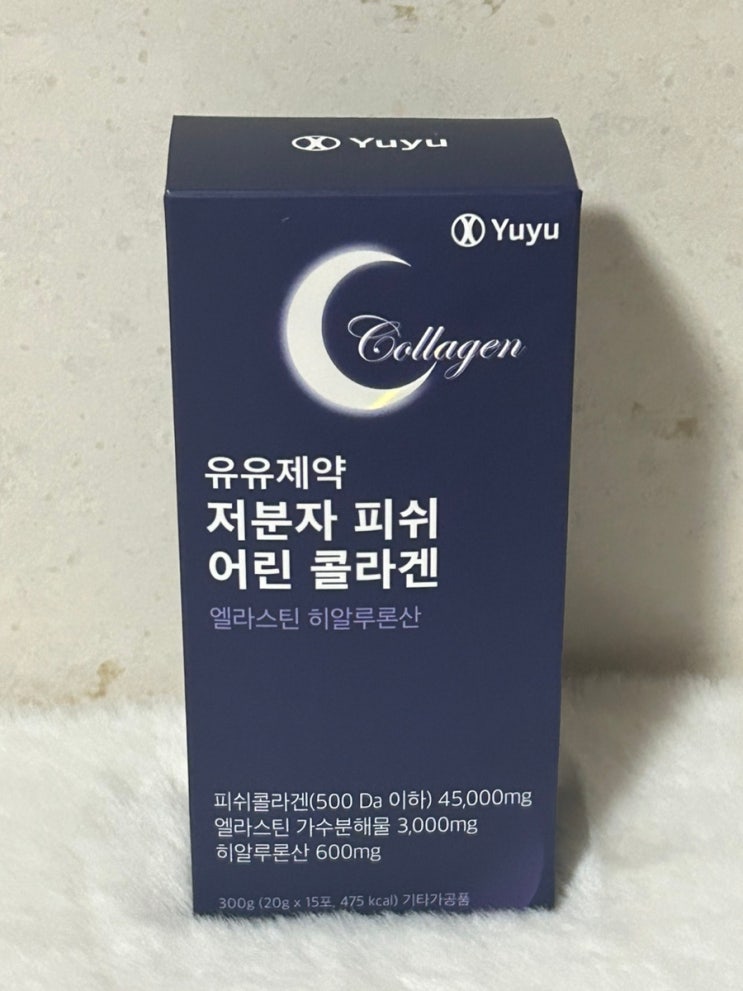 Yuyu
Yuyu
Collagen
유유제약
저분자 피쉬
어린 콜라겐
엘라스틴 히알루론산
피쉬콜라겐(500 Da 이하) 45,000mg
엘라스틴 가수분해물 3,000mg
히알루론산 600mg
300g (20g x 15포, 475 kcal) 기타가공품